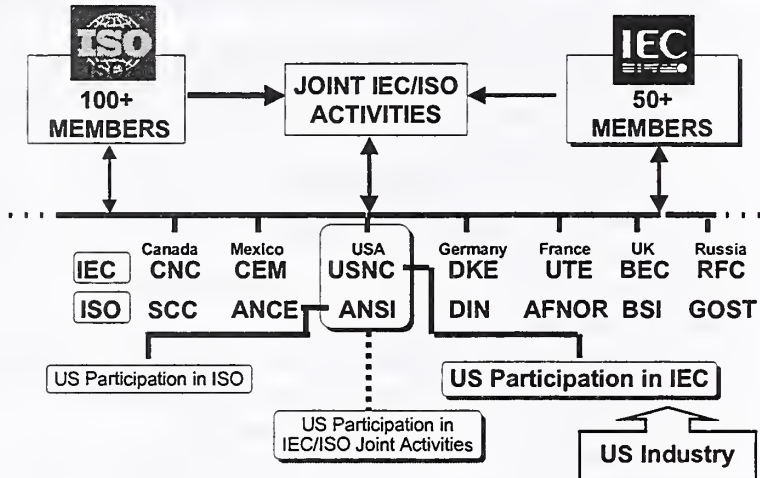 ISO
IEC
100+
MEMBERS
JOINT IEC/ISO
ACTIVITIES
50+
MEMBERS
Canada Mexico USA Germany France UK Russia
IEC CNC CEM USNC DKE UTE BEC RFC
ISO SCC ANCE ANSI DIN AFNOR BSI GOST
US Participation in ISO
US Participation in IEC
US Participation in
IEC/ISO Joint Activities
US Industry